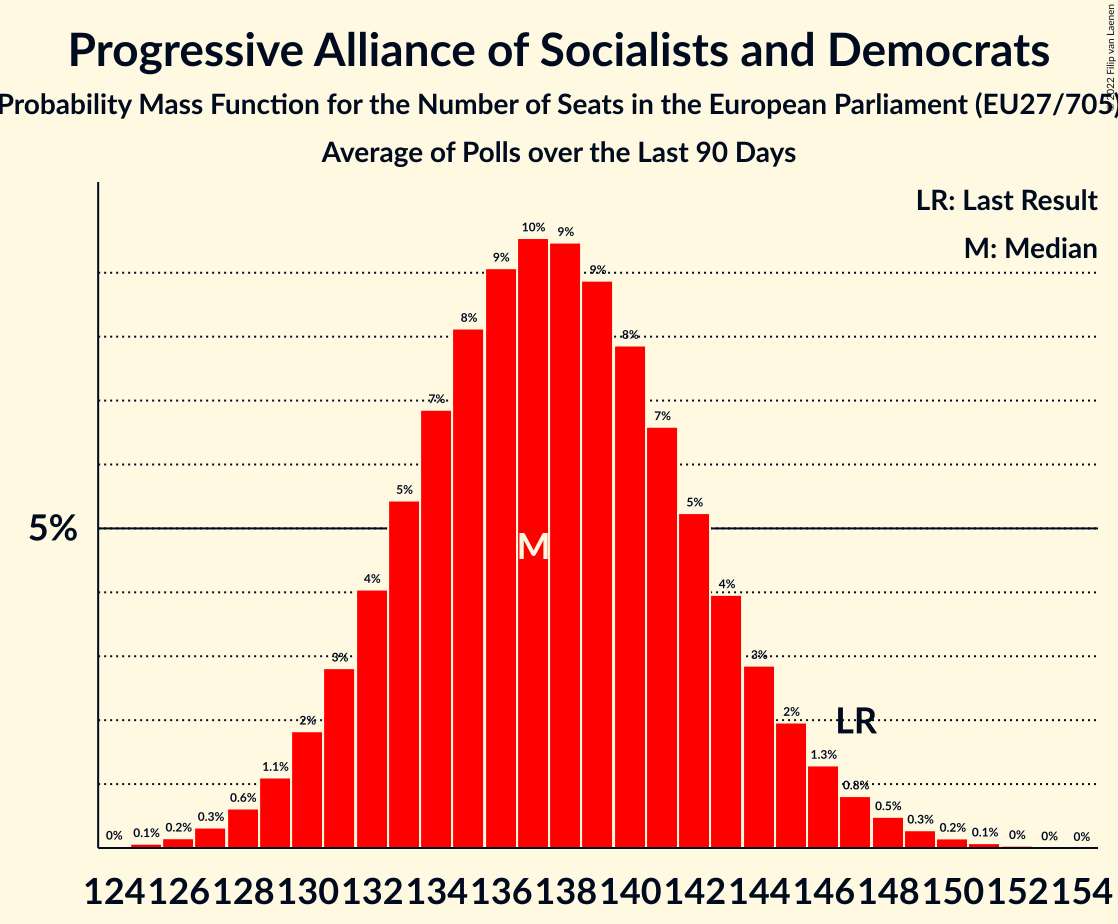 Progressive Alliance of Socialists and Democrats
Probability Mass Function for the Number of Seats in the European Parliament (EU27/705)
Average of Polls over the Last 90 Days
© 2022 Filip van Laenen
LR: Last Result
M: Median
5%
0% 0.1% 0.2% 0.3% 0.6% 1.1% 2% 3% 4% 5% 7% 8% 9% 10% 9% 9% 8% 7% 5% 4% 3% 2% 1.3% 0.8% 0.5% 0.3% 0.2% 0.1% 0% 0% 0%
M
LR
124 126 128 130 132 134 136 138 140 142 144 146 148 150 152 154